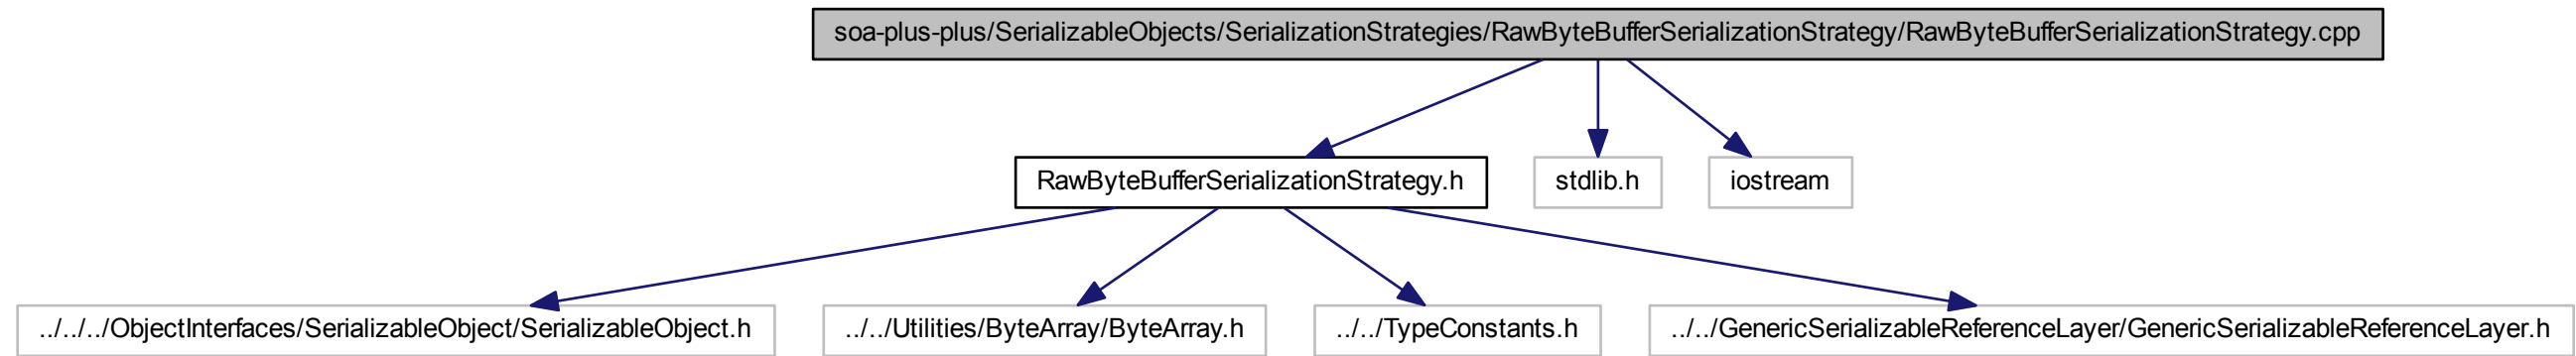 soa-plus-plus/SerializableObjects/SerializationStrategies/RawByteBufferSerializationStrategy/RawByteBufferSerializationStrategy.cpp
RawByteBufferSerializationStrategy.h
stdlib.h
iostream
../../../ObjectInterfaces/SerializableObject/SerializableObject.h
../../Utilities/ByteArray/ByteArray.h
../../TypeConstants.h
../../GenericSerializableReferenceLayer/GenericSerializableReferenceLayer.h